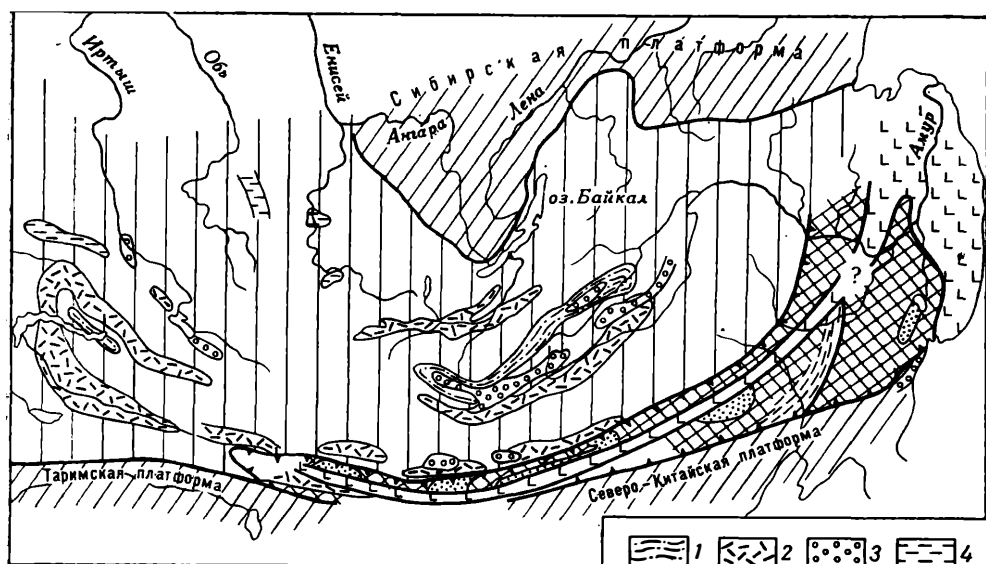 Иртыш
Обь
Енисей
Сибирская платформа
Ангара
Лена
Амур
оз. Байкал
?
Таримская платформа
Северо-Китайская платформа
1 2 3 4